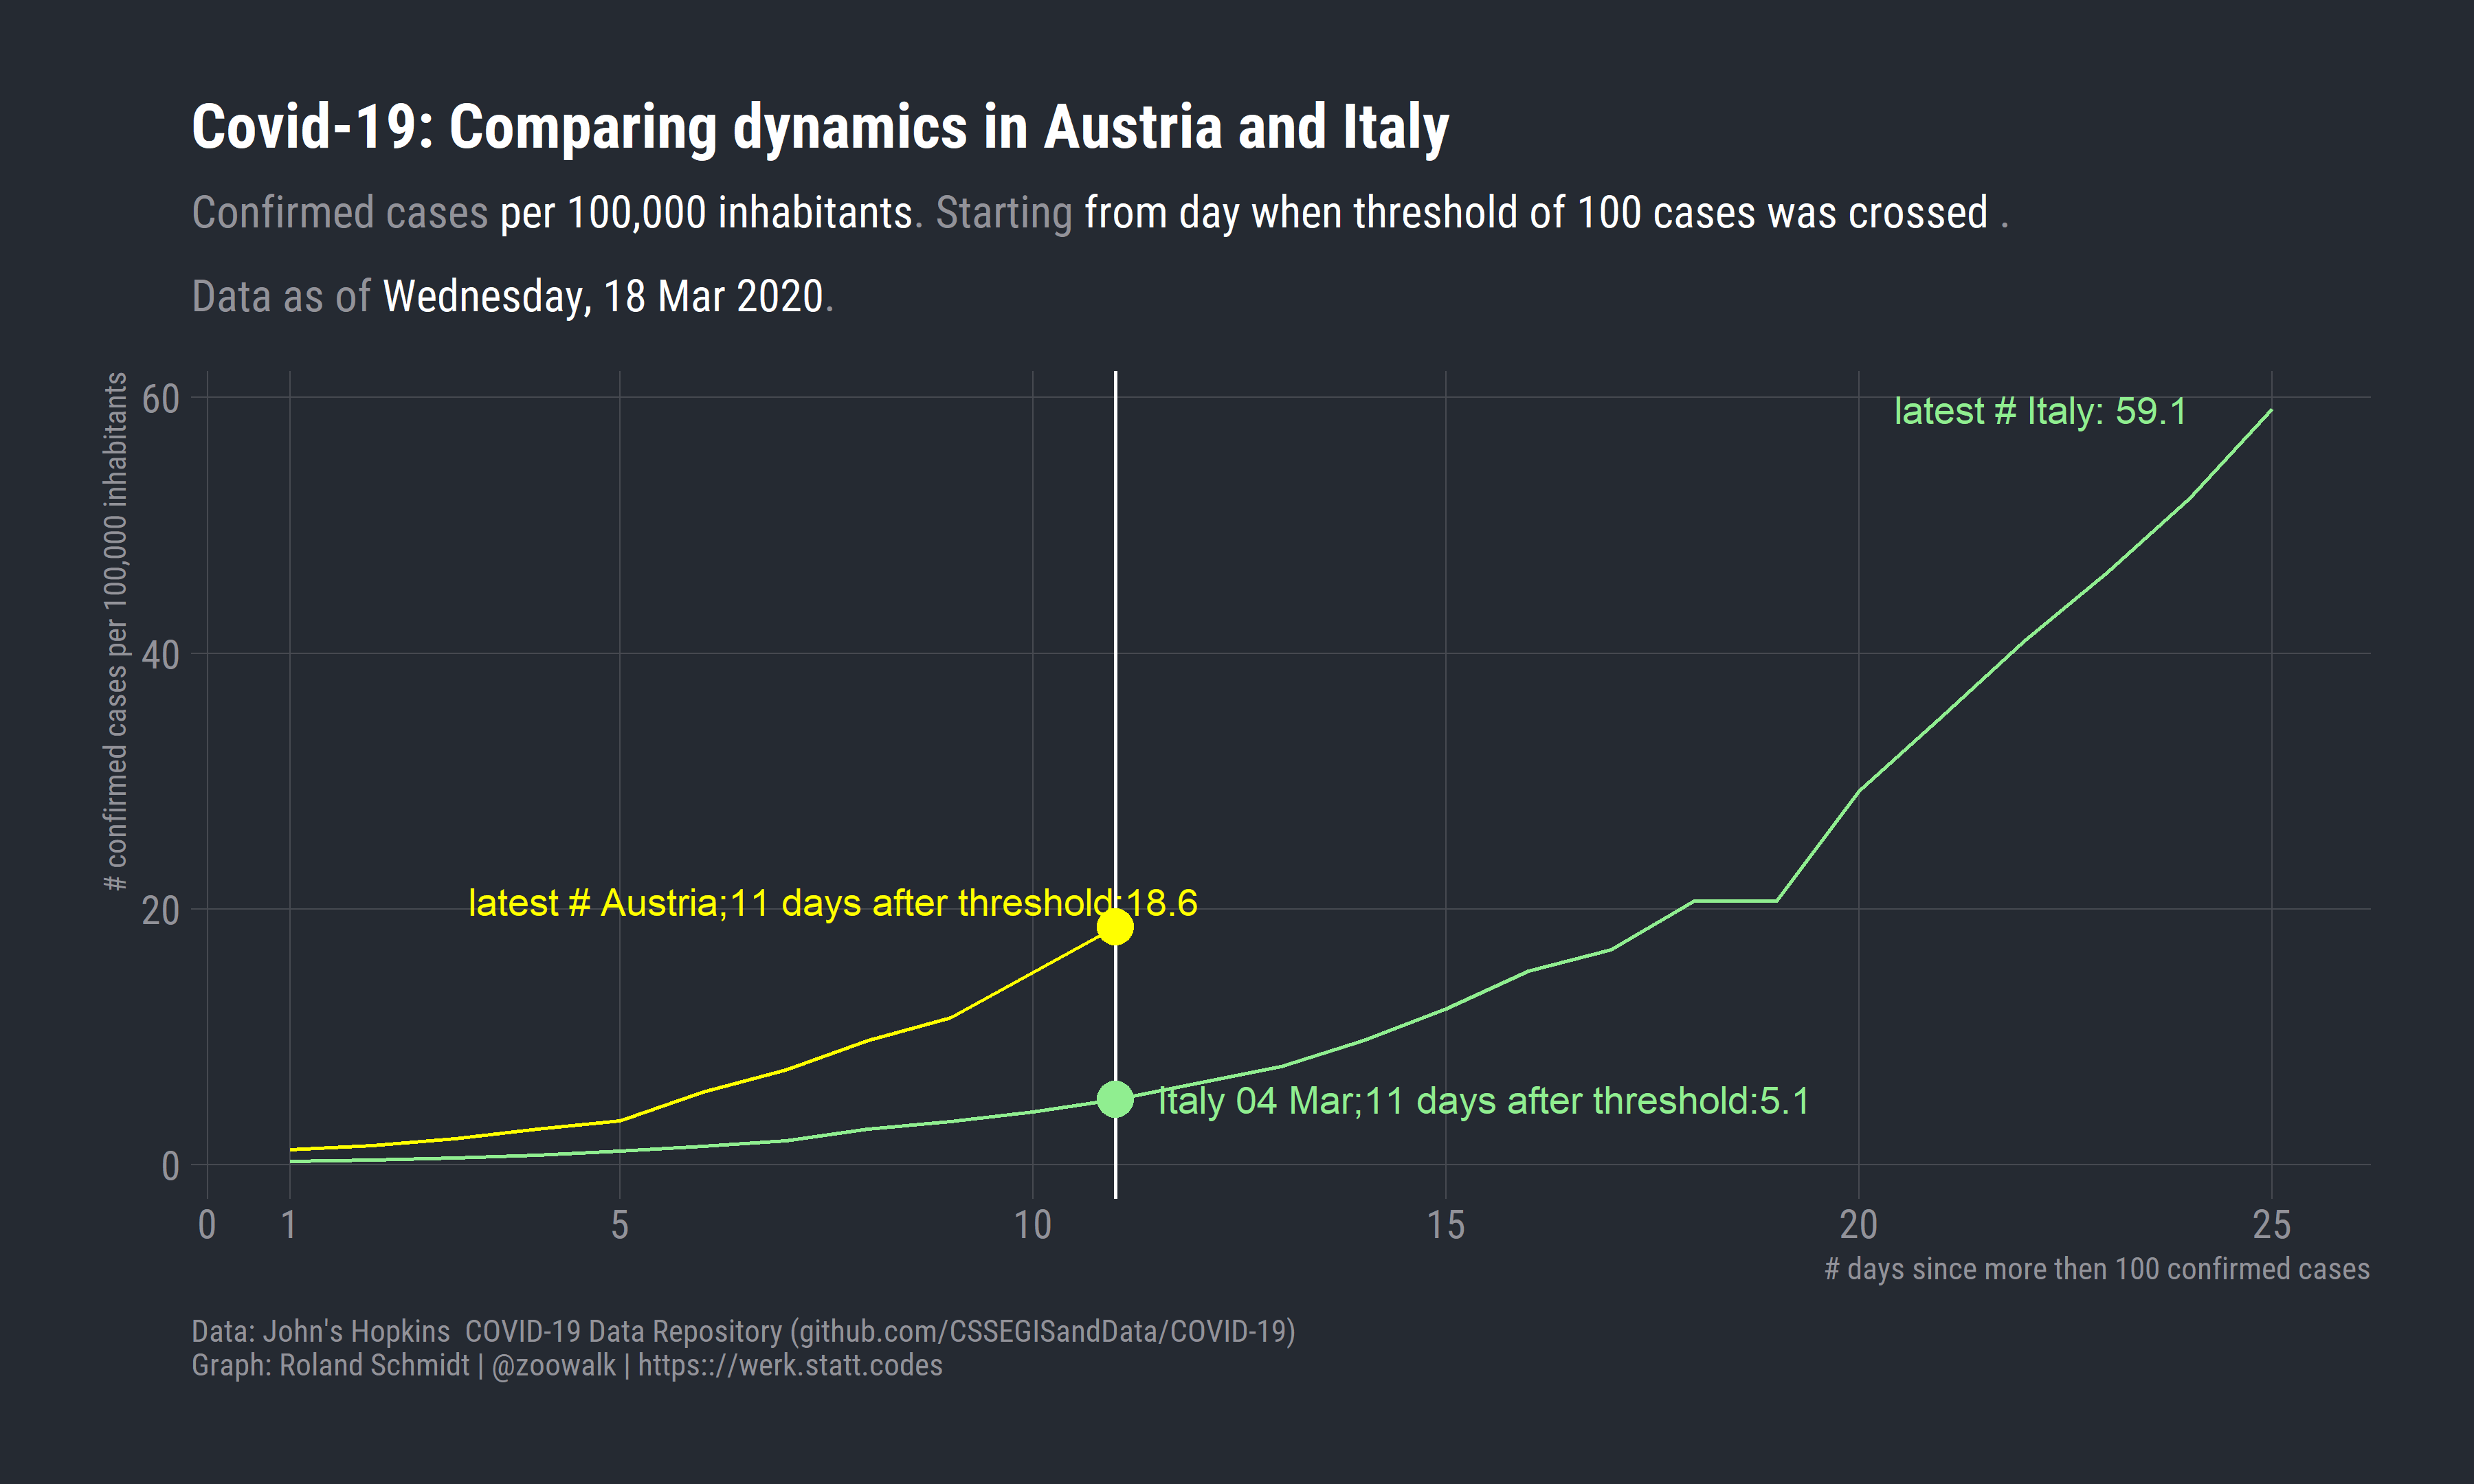 Covid-19: Comparing dynamics in Austria and Italy
Confirmed cases per 100,000 inhabitants. Starting from day when threshold of 100 cases was crossed .
Data as of Wednesday, 18 Mar 2020.
# confirmed cases per 100,000 inhabitants
60
40
20
0
latest # Italy: 59.1
latest # Austria;11 days after threshold:18.6
Italy 04 Mar;11 days after threshold:5.1
0 1 5 10 15 20 25
# days since more then 100 confirmed cases
Data: John's Hopkins  COVID-19 Data Repository (github.com/CSSEGISandData/COVID-19)
Graph: Roland Schmidt | @zoowalk | https:://werk.statt.codes